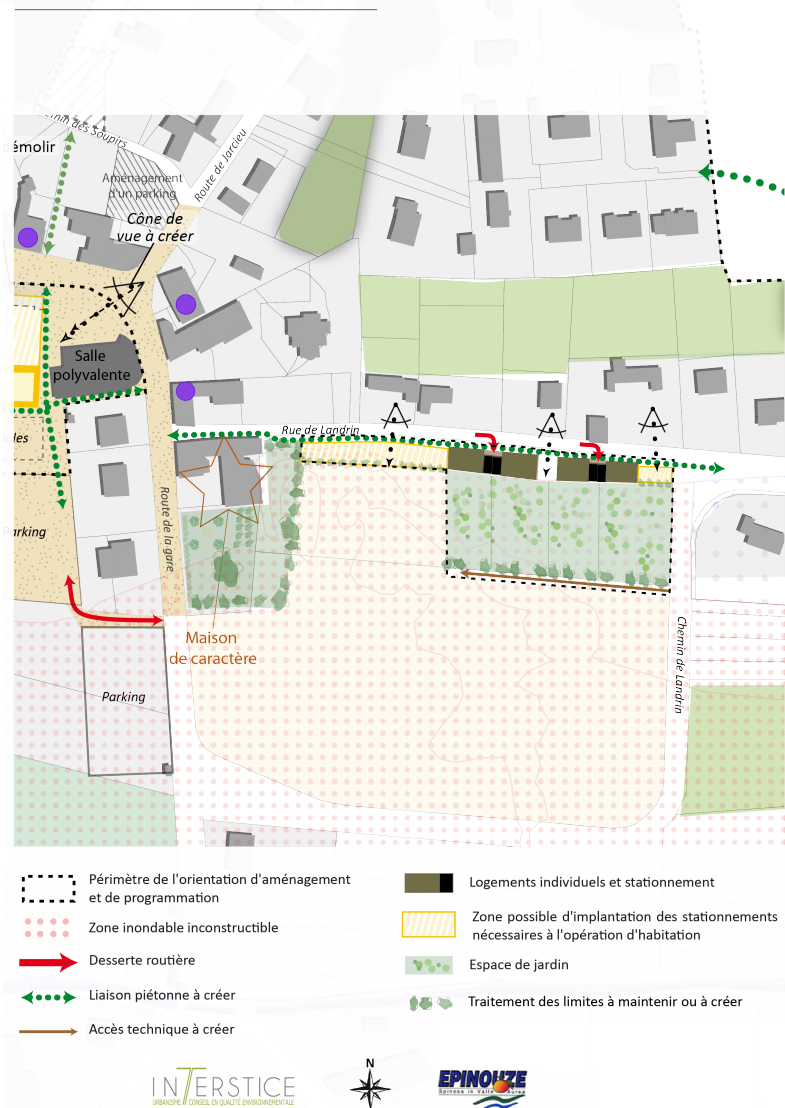 Chemin des Soupirs
démolir
Route de Jarcieu
Aménagement
d'un parking
Cône de
vue à créer
Salle
polyvalente
Rue de Landrin
Parking
Route de la gare
Maison
de caractère
Parking
Chemin de Landrin
Périmètre de l'orientation d'aménagement
et de programmation
Zone inondable inconstructible
Desserte routière
Liaison piétonne à créer
Accès technique à créer
Logements individuels et stationnement
Zone possible d'implantation des stationnements
nécessaires à l'opération d'habitation
Espace de jardin
Traitement des limites à maintenir ou à créer
INTERSTICE
URBANISME CONSEIL EN QUALITÉ ENVIRONNEMENTALE
N
EPINOUZE